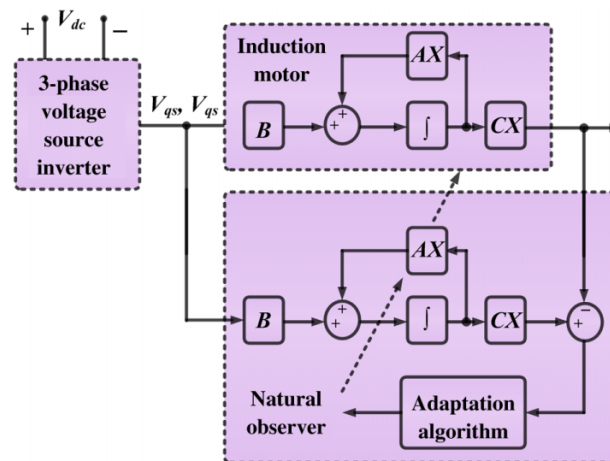 + V_dc −
3-phase
voltage
source
inverter
V_qs, V_qs
Induction
motor
AX
B
+
+
∫
CX
AX
B
+
+
∫
CX
−
+
Natural
observer
Adaptation
algorithm